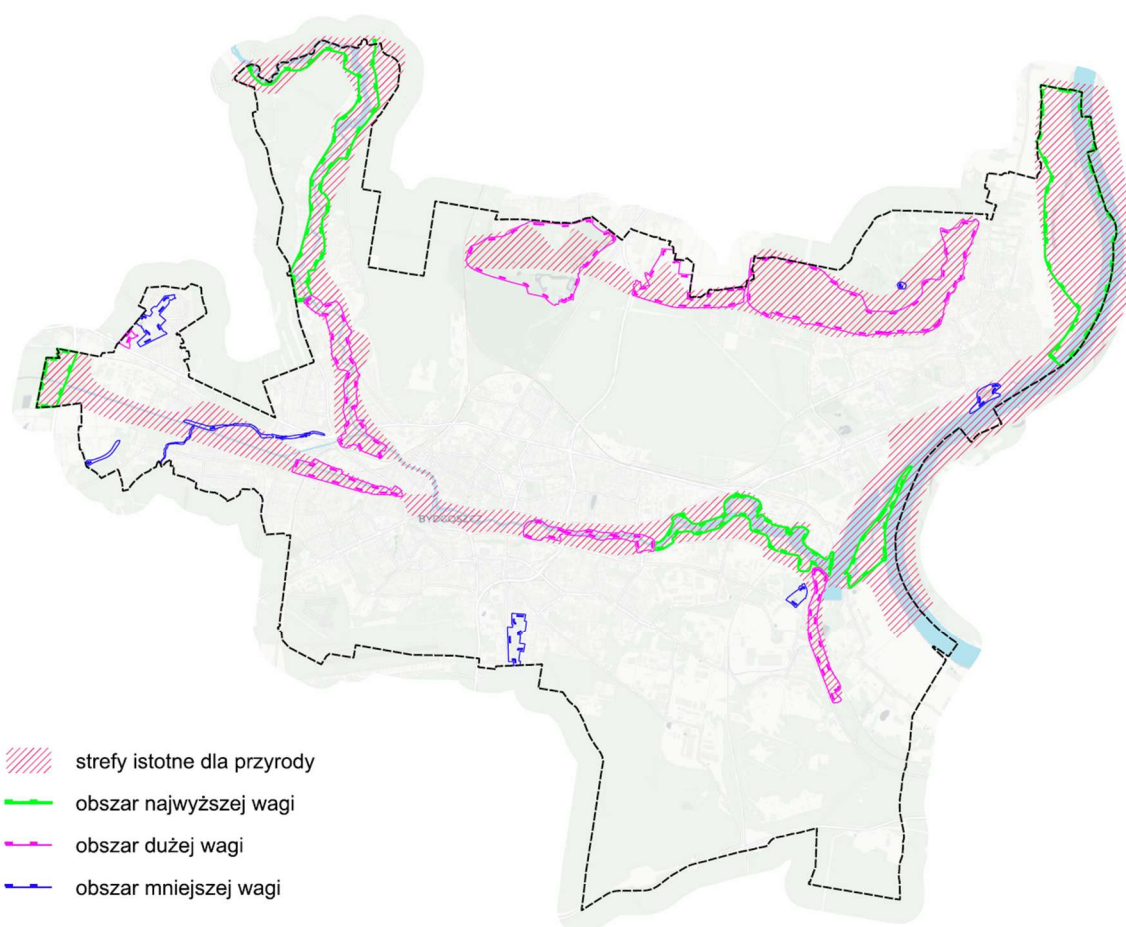 BYDGOSZCZ
strefy istotne dla przyrody
obszar najwyższej wagi
obszar dużej wagi
obszar mniejszej wagi